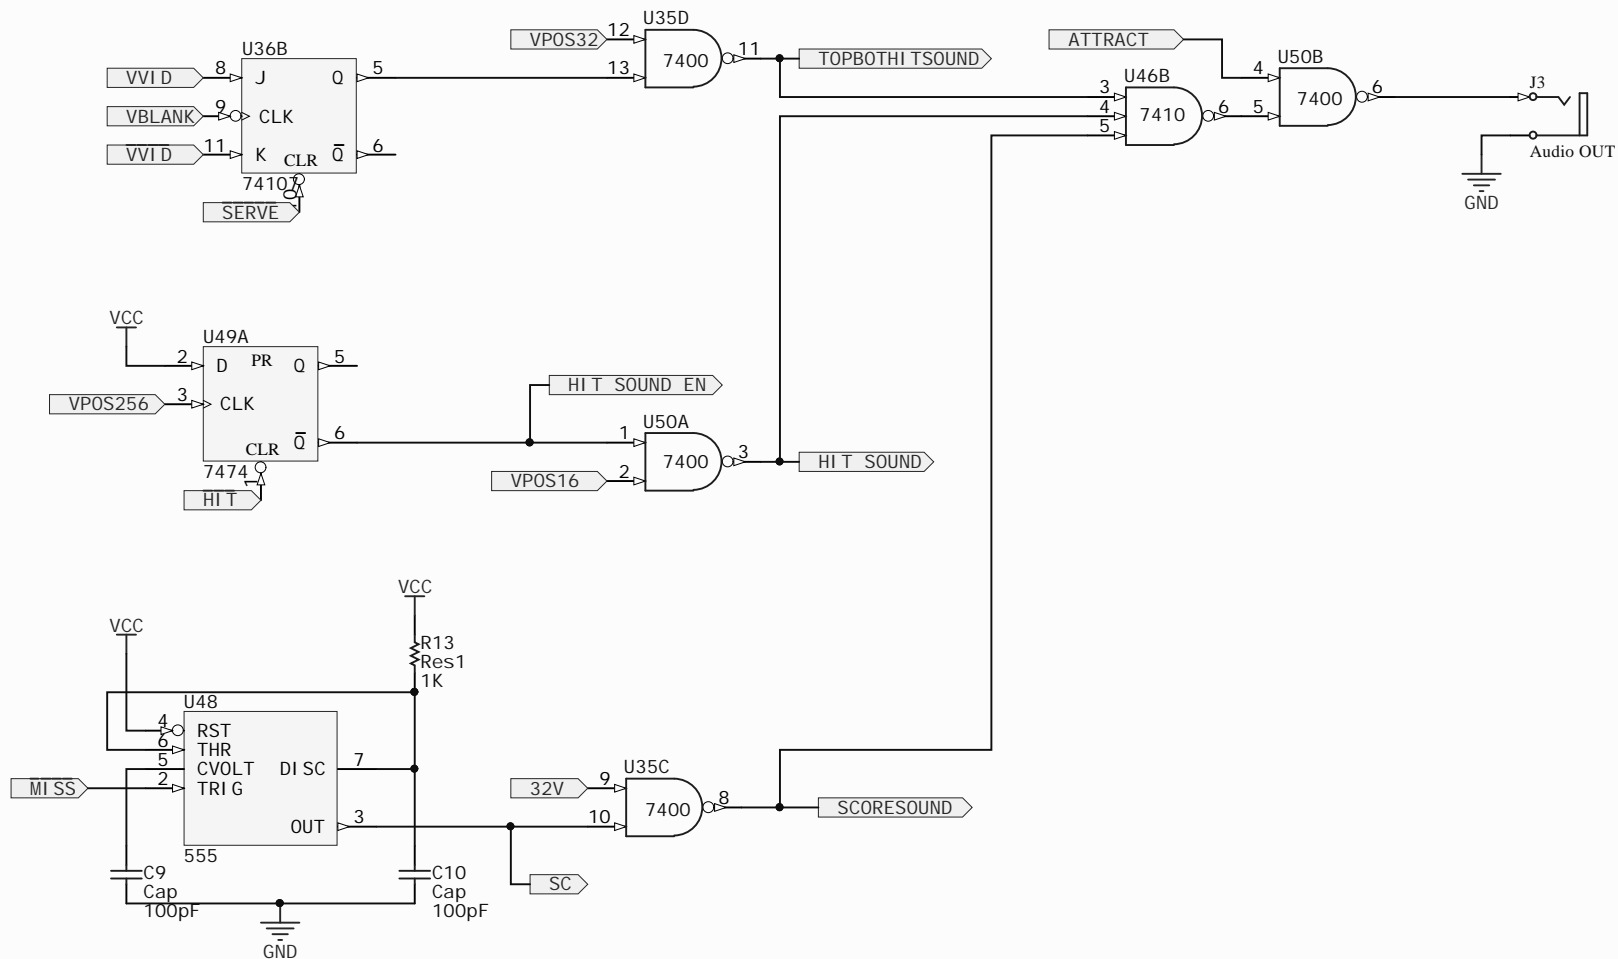 U35D
VPOS32
12
7400
11
TOPBOTHITSOUND
13
ATTRACT
U50B
4
7400
6
5
J3
Audio OUT
GND
U46B
3
4
5
7410
6
U36B
VVID
8
J
Q
5
VBLANK
9
CLK
VVID
11
K
CLR
Q
6
74107
SERVE
VCC
U49A
2
D
PR
Q
5
VPOS256
3
CLK
CLR
Q
6
7474
1
HIT
HIT SOUND EN
U50A
1
7400
3
HIT SOUND
VPOS16
2
VCC
VCC
R13
Res1
1K
U48
4
RST
6
THR
5
CVOLT
DISC
7
MISS
2
TRIG
OUT
3
555
C9
Cap
100pF
C10
Cap
100pF
GND
SC
U35C
32V
9
7400
8
SCORESOUND
10